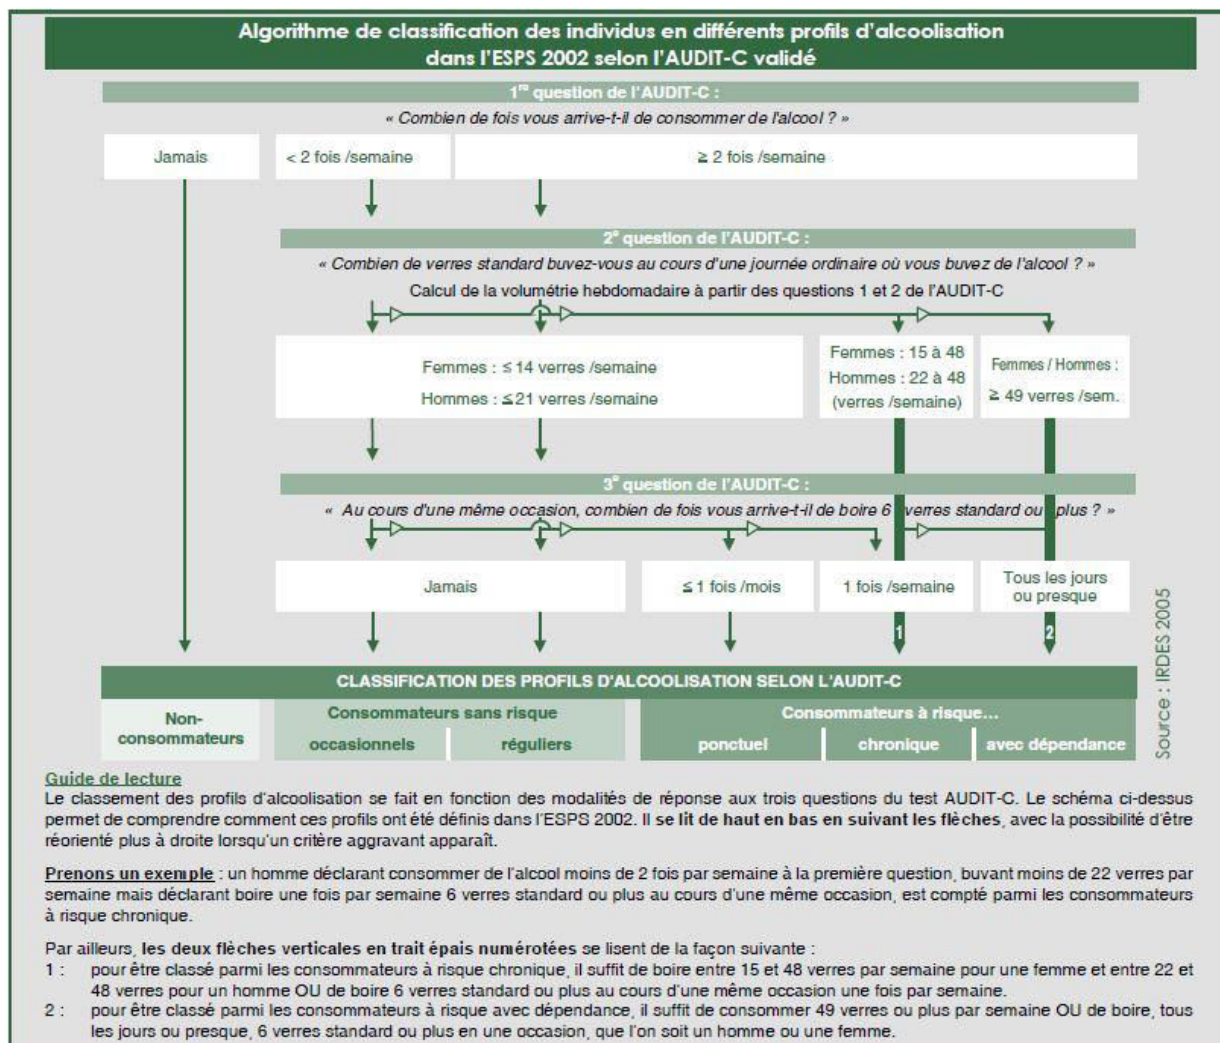 Algorithme de classification des individus en différents profils d'alcoolisation
dans l'ESPS 2002 selon l'AUDIT-C validé
1re question de l'AUDIT-C :
« Combien de fois vous arrive-t-il de consommer de l'alcool ? »
Jamais
< 2 fois /semaine
≥ 2 fois /semaine
2e question de l'AUDIT-C :
« Combien de verres standard buvez-vous au cours d'une journée ordinaire où vous buvez de l'alcool ? »
Calcul de la volumétrie hebdomadaire à partir des questions 1 et 2 de l'AUDIT-C
Femmes : ≤ 14 verres /semaine
Hommes : ≤ 21 verres /semaine
Femmes : 15 à 48
Hommes : 22 à 48
(verres /semaine)
Femmes / Hommes :
≥ 49 verres /sem.
3e question de l'AUDIT-C :
« Au cours d'une même occasion, combien de fois vous arrive-t-il de boire 6 verres standard ou plus ? »
Jamais
≤ 1 fois /mois
1 fois /semaine
Tous les jours
ou presque
1
2
CLASSIFICATION DES PROFILS D'ALCOOLISATION SELON L'AUDIT-C
Non-
consommateurs
Consommateurs sans risque
occasionnels
réguliers
Consommateurs à risque...
ponctuel
chronique
avec dépendance
Source : IRDES 2005
Guide de lecture
Le classement des profils d'alcoolisation se fait en fonction des modalités de réponse aux trois questions du test AUDIT-C. Le schéma ci-dessus
permet de comprendre comment ces profils ont été définis dans l'ESPS 2002. Il se lit de haut en bas en suivant les flèches, avec la possibilité d'être
réorienté plus à droite lorsqu'un critère aggravant apparaît.
Prenons un exemple : un homme déclarant consommer de l'alcool moins de 2 fois par semaine à la première question, buvant moins de 22 verres par
semaine mais déclarant boire une fois par semaine 6 verres standard ou plus au cours d'une même occasion, est compté parmi les consommateurs
à risque chronique.
Par ailleurs, les deux flèches verticales en trait épais numérotées se lisent de la façon suivante :
1 : pour être classé parmi les consommateurs à risque chronique, il suffit de boire entre 15 et 48 verres par semaine pour une femme et entre 22 et
48 verres pour un homme OU de boire 6 verres standard ou plus au cours d'une même occasion une fois par semaine.
2 : pour être classé parmi les consommateurs à risque avec dépendance, il suffit de consommer 49 verres ou plus par semaine OU de boire, tous
les jours ou presque, 6 verres standard ou plus en une occasion, que l'on soit un homme ou une femme.